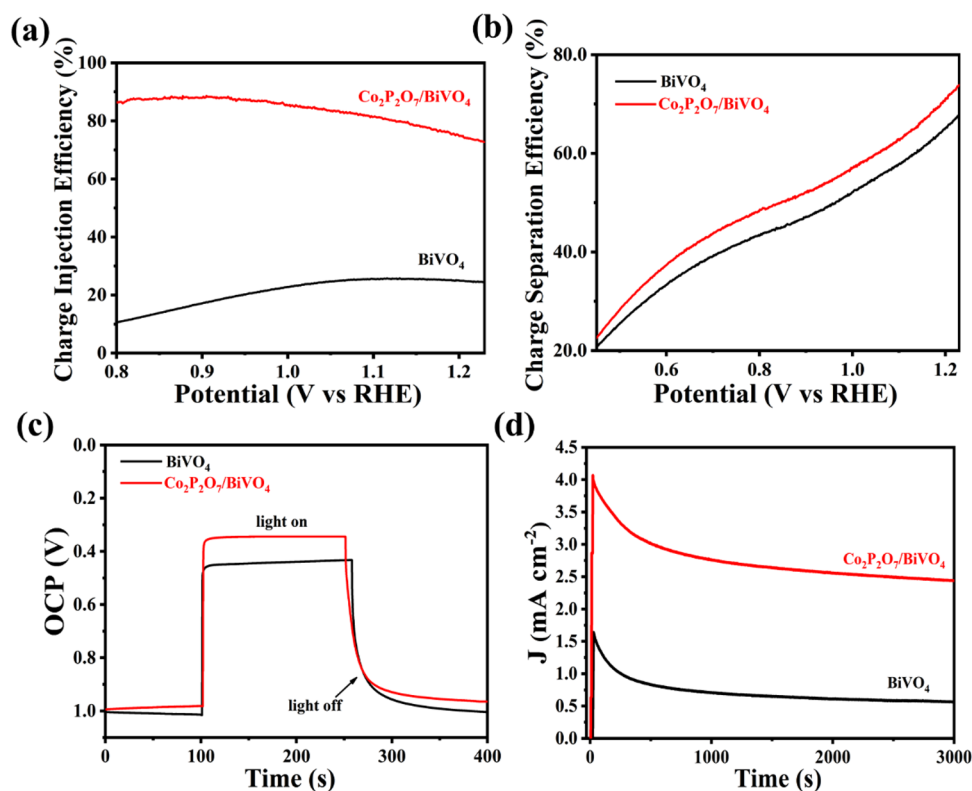 (a)
Charge Injection Efficiency (%)
100
80
60
40
20
0
Co₂P₂O₇/BiVO₄
BiVO₄
0.8 0.9 1.0 1.1 1.2
Potential (V vs RHE)
(b)
Charge Separation Efficiency (%)
80.0
60.0
40.0
20.0
BiVO₄
Co₂P₂O₇/BiVO₄
0.6 0.8 1.0 1.2
Potential (V vs RHE)
(c)
OCP (V)
0.0
0.2
0.4
0.6
0.8
1.0
BiVO₄
Co₂P₂O₇/BiVO₄
light on
light off
0 100 200 300 400
Time (s)
(d)
J (mA cm⁻²)
4.5
4.0
3.5
3.0
2.5
2.0
1.5
1.0
0.5
0.0
Co₂P₂O₇/BiVO₄
BiVO₄
0 1000 2000 3000
Time (s)